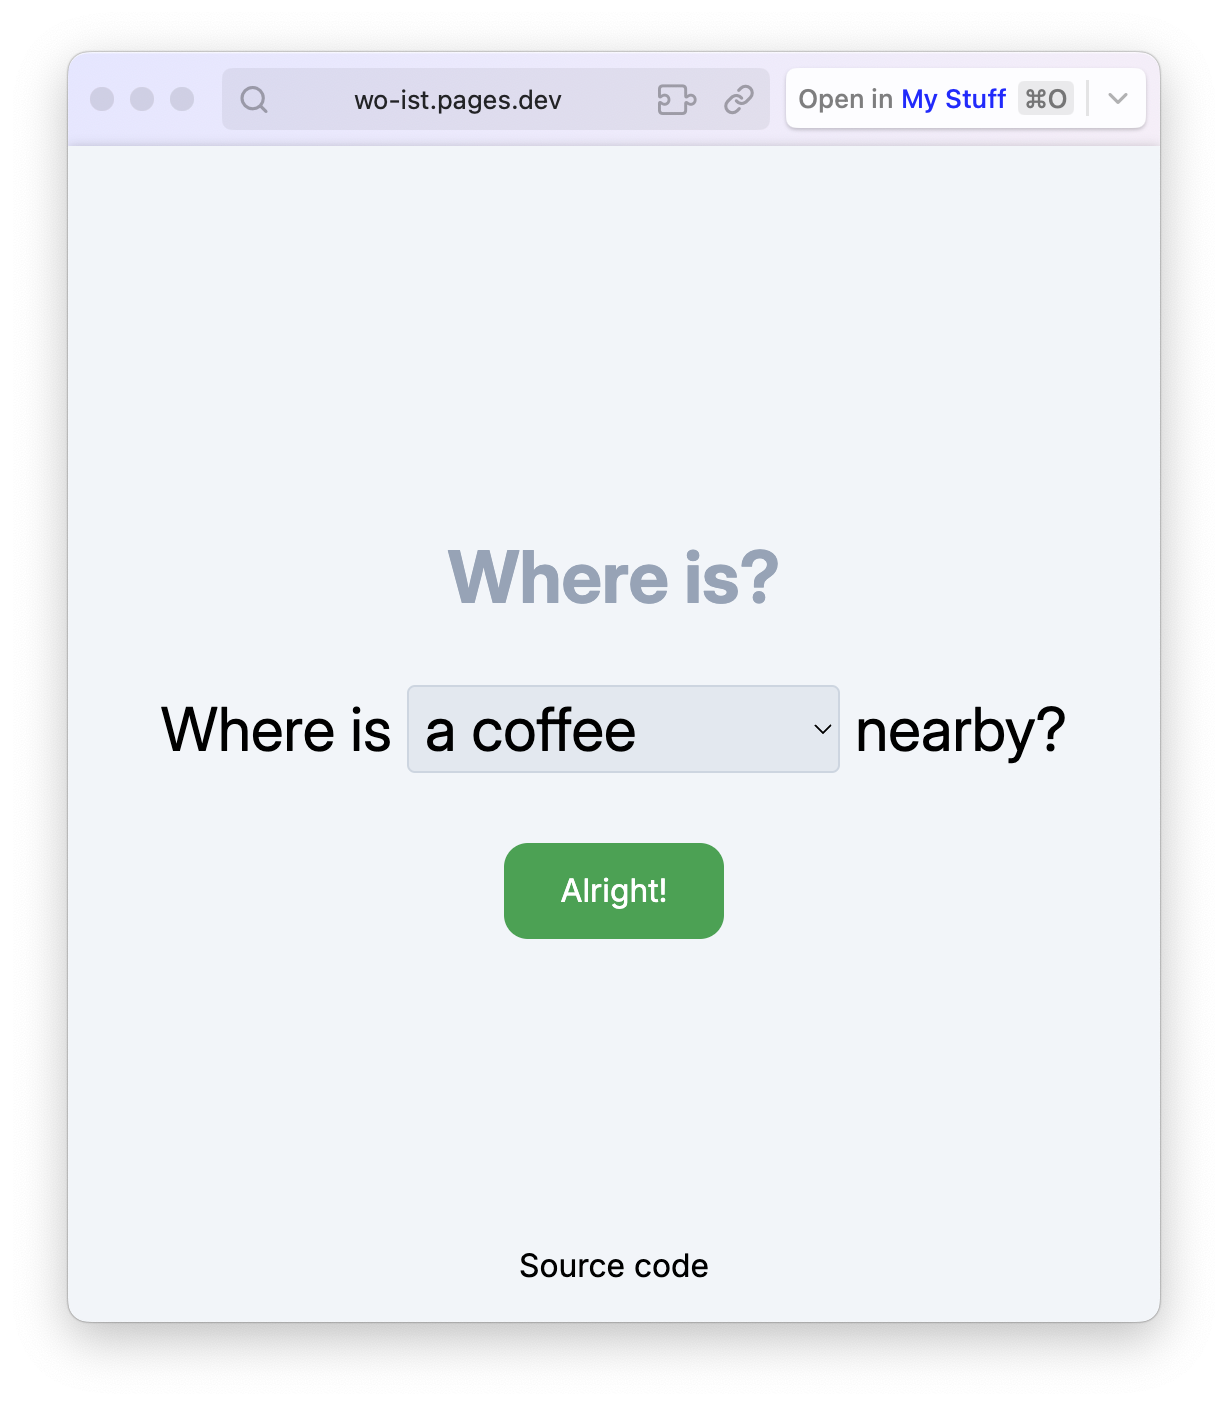 wo-ist.pages.dev
Open in My Stuff ⌘O
Where is?
Where is a coffee nearby?
Alright!
Source code